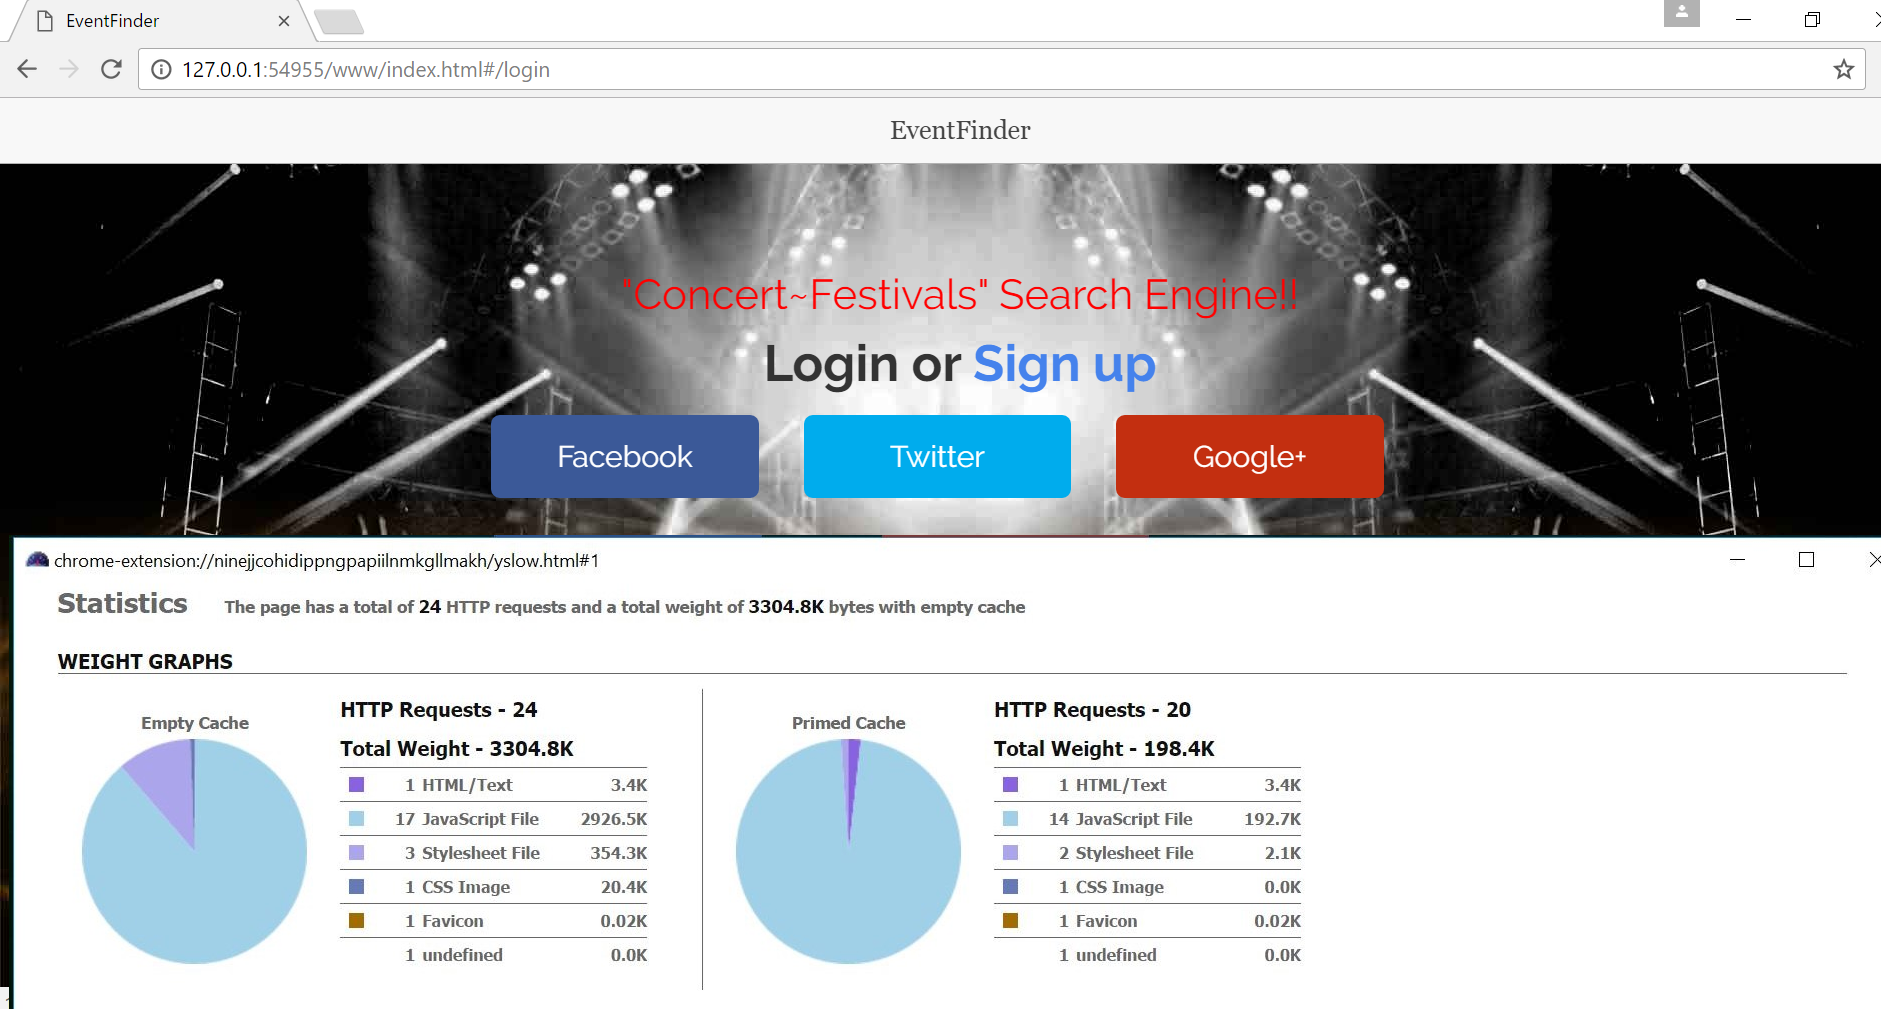 EventFinder
127.0.0.1:54955/www/index.html#/login
EventFinder
"Concert~Festivals" Search Engine!!
Login or Sign up
Facebook
Twitter
Google+
chrome-extension://ninejjcohidippngpapiilnmkgllmakh/yslow.html#1
Statistics The page has a total of 24 HTTP requests and a total weight of 3304.8K bytes with empty cache
WEIGHT GRAPHS
Empty Cache
HTTP Requests - 24
Total Weight - 3304.8K
1 HTML/Text 3.4K
17 JavaScript File 2926.5K
3 Stylesheet File 354.3K
1 CSS Image 20.4K
1 Favicon 0.02K
1 undefined 0.0K
Primed Cache
HTTP Requests - 20
Total Weight - 198.4K
1 HTML/Text 3.4K
14 JavaScript File 192.7K
2 Stylesheet File 2.1K
1 CSS Image 0.0K
1 Favicon 0.02K
1 undefined 0.0K